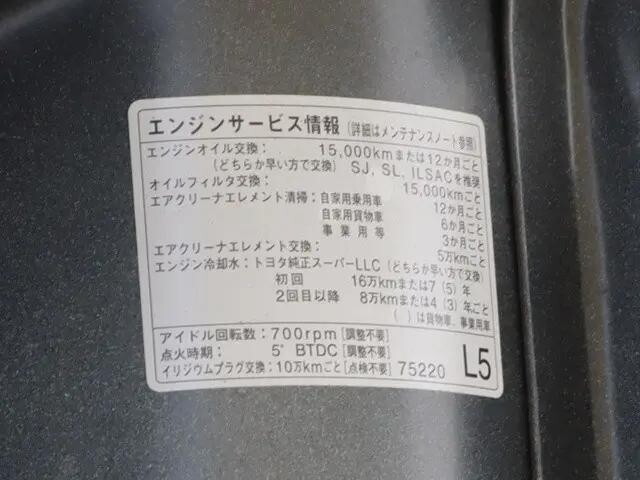 エンジンサービス情報（詳細はメンテナンスノート参照）
エンジンオイル交換： 15,000kmまたは12か月ごと
（どちらか早い方で交換） SJ, SL, ILSACを推奨
オイルフィルタ交換： 15,000kmごと
エアクリーナエレメント清掃：自家用乗用車 12か月ごと
自家用貨物車 6か月ごと
事業用等 3か月ごと
エアクリーナエレメント交換： 5万kmごと
エンジン冷却水：トヨタ純正スーパーLLC（どちらか早い方で交換）
初回 16万kmまたは7（5）年
2回目以降 8万kmまたは4（3）年ごと
（ ）は貨物車、事業用車
アイドル回転数：700rpm［調整不要］
点火時期： 5° BTDC［調整不要］
イリジウムプラグ交換：10万kmごと［点検不要］ 75220 L5